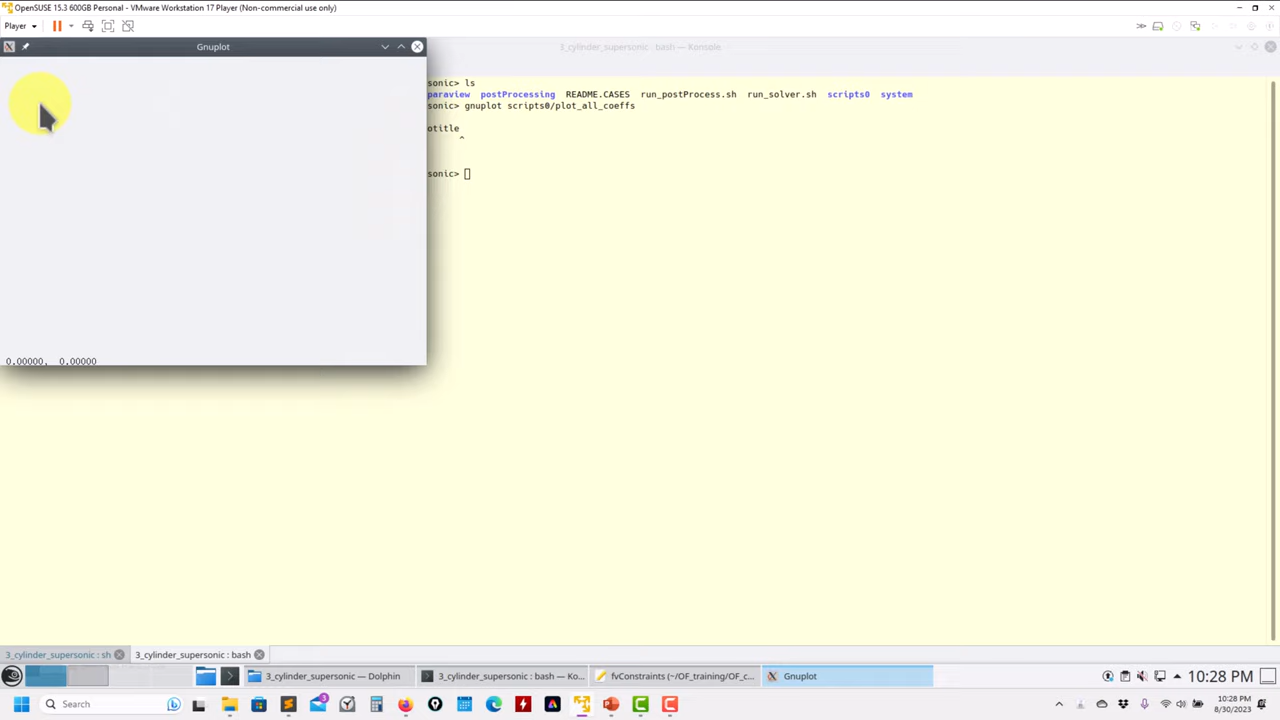 OpenSUSE 15.3 600GB Personal - VMware Workstation 17 Player (Non-commercial use only)
Player
Gnuplot
3_cylinder_supersonic : bash — Konsole
sonic> ls
paraview postProcessing README.CASES run_postProcess.sh run_solver.sh scripts0 system
sonic> gnuplot scripts0/plot_all_coeffs
otitle
^
sonic>
0.00000, 0.00000
3_cylinder_supersonic : sh
3_cylinder_supersonic : bash
3_cylinder_supersonic — Dolphin
3_cylinder_supersonic : bash — Ko...
fvConstraints (~/OF_training/OF_c...
Gnuplot
10:28 PM
Search
3
10:28 PM
8/30/2023